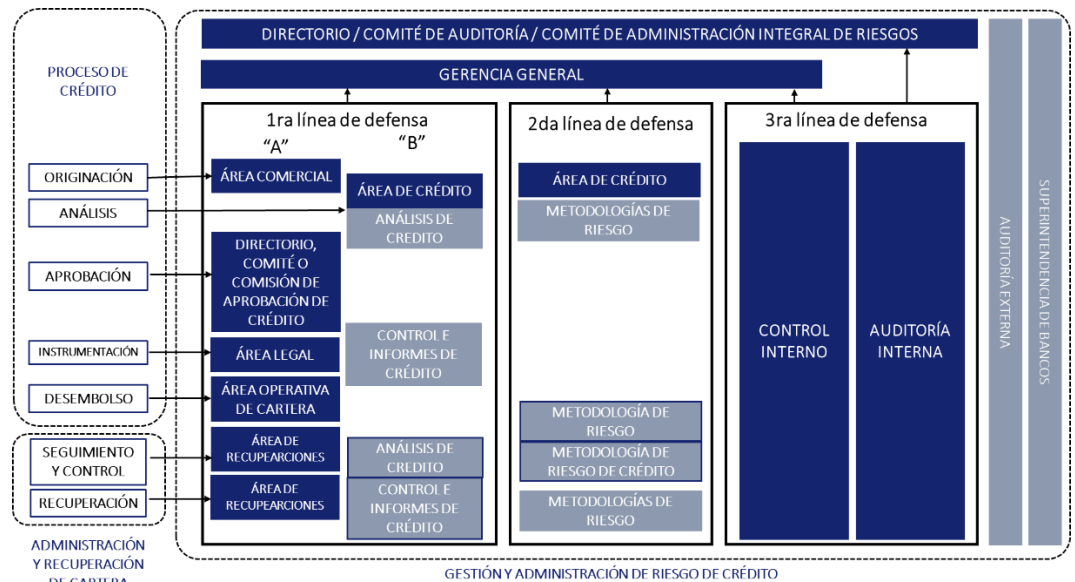 PROCESO DE
CRÉDITO
ORIGINACIÓN
ANÁLISIS
APROBACIÓN
INSTRUMENTACIÓN
DESEMBOLSO
SEGUIMIENTO
Y CONTROL
RECUPERACIÓN
ADMINISTRACIÓN
Y RECUPERACIÓN
DE CARTERA
DIRECTORIO / COMITÉ DE AUDITORÍA / COMITÉ DE ADMINISTRACIÓN INTEGRAL DE RIESGOS
GERENCIA GENERAL
1ra línea de defensa
"A"
"B"
ÁREA COMERCIAL
DIRECTORIO,
COMITÉ O
COMISIÓN DE
APROBACIÓN DE
CRÉDITO
ÁREA LEGAL
ÁREA OPERATIVA
DE CARTERA
ÁREA DE
RECUPEARCIONES
ÁREA DE
RECUPEARCIONES
ÁREA DE CRÉDITO
ANÁLISIS DE
CREDITO
CONTROL E
INFORMES DE
CRÉDITO
ANÁLISIS DE
CREDITO
CONTROL E
INFORMES DE
CRÉDITO
2da línea de defensa
ÁREA DE CRÉDITO
METODOLOGÍAS DE
RIESGO
METODOLOGÍA DE
RIESGO
METODOLOGÍA DE
RIESGO DE CRÉDITO
METODOLOGÍAS DE
RIESGO
3ra línea de defensa
CONTROL
INTERNO
AUDITORÍA
INTERNA
AUDITORÍA EXTERNA
SUPERINTENDENCIA DE BANCOS
GESTIÓN Y ADMINISTRACIÓN DE RIESGO DE CRÉDITO